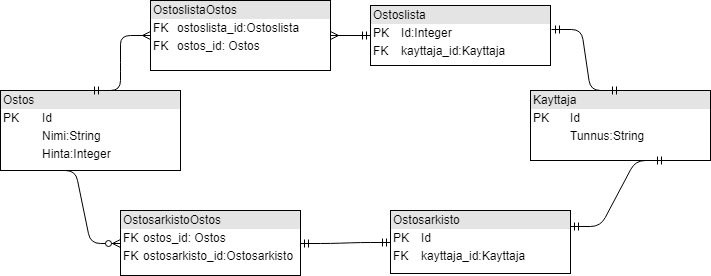 OstoslistaOstos
FK ostoslista_id:Ostoslista
FK ostos_id: Ostos
Ostoslista
PK Id:Integer
FK kayttaja_id:Kayttaja
Ostos
PK Id
Nimi:String
Hinta:Integer
Kayttaja
PK Id
Tunnus:String
OstosarkistoOstos
FK ostos_id: Ostos
FK ostosarkisto_id:Ostosarkisto
Ostosarkisto
PK Id
FK kayttaja_id:Kayttaja